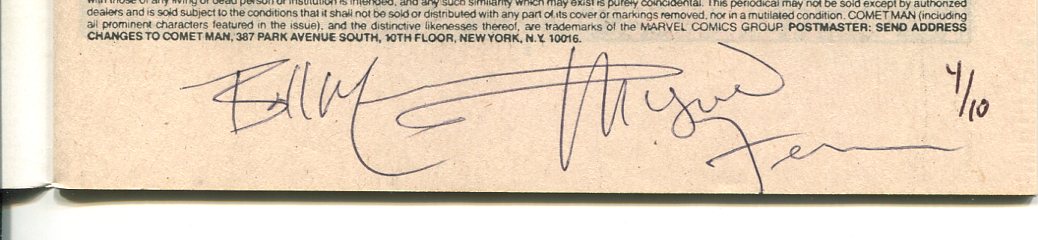 with those of any living or dead person or institution is intended, and any such similarity which may exist is purely coincidental. This periodical may not be sold except by authorized
dealers and is sold subject to the conditions that it shall not be sold or distributed with any part of its cover or markings removed, nor in a mutilated condition. COMET MAN (including
all prominent characters featured in the issue), and the distinctive likenesses thereof, are trademarks of the MARVEL COMICS GROUP. POSTMASTER: SEND ADDRESS
CHANGES TO COMET MAN, 387 PARK AVENUE SOUTH, 10TH FLOOR, NEW YORK, N.Y. 10016.
Bill M Miguel
Ferr
4/10